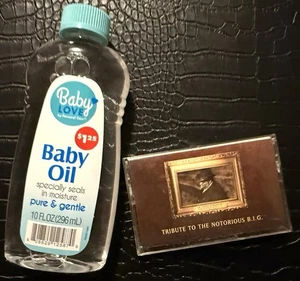 Baby
LOVE
$1.25
Baby
Oil
specially seals
in moisture
pure & gentle
10 FL OZ (296 mL)
TRIBUTE TO THE NOTORIOUS B.I.G.